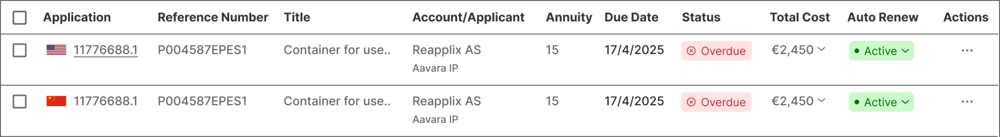 Application Reference Number Title Account/Applicant Annuity Due Date Status Total Cost Auto Renew Actions
11776688.1 P004587EPES1 Container for use.. Reapplix AS 15 17/4/2025 Overdue €2,450 Active ...
Aavara IP
11776688.1 P004587EPES1 Container for use.. Reapplix AS 15 17/4/2025 Overdue €2,450 Active ...
Aavara IP